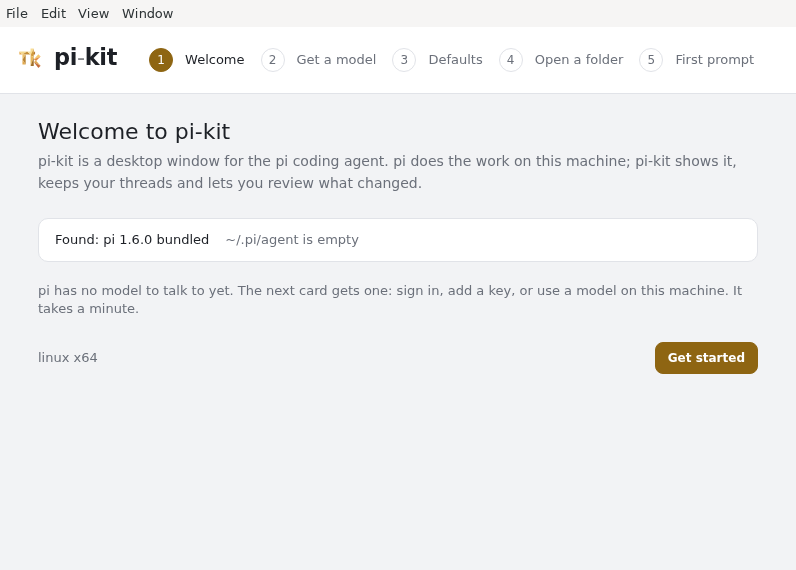 File Edit View Window
pi-kit
1 Welcome 2 Get a model 3 Defaults 4 Open a folder 5 First prompt
Welcome to pi-kit
pi-kit is a desktop window for the pi coding agent. pi does the work on this machine; pi-kit shows it,
keeps your threads and lets you review what changed.
Found: pi 1.6.0 bundled ~/.pi/agent is empty
pi has no model to talk to yet. The next card gets one: sign in, add a key, or use a model on this machine. It
takes a minute.
linux x64
Get started